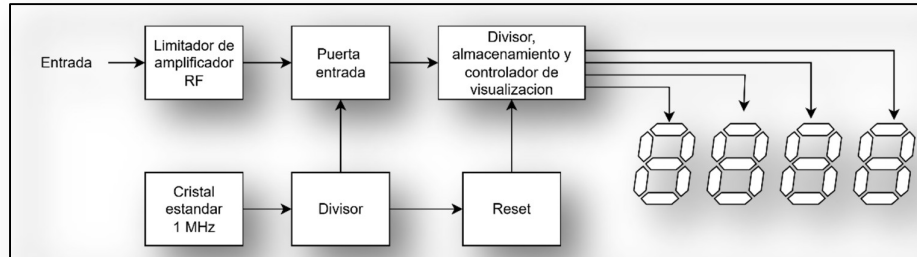 Entrada
Limitador de
amplificador
RF
Puerta
entrada
Divisor,
almacenamiento y
controlador de
visualizacion
Cristal
estandar
1 MHz
Divisor
Reset